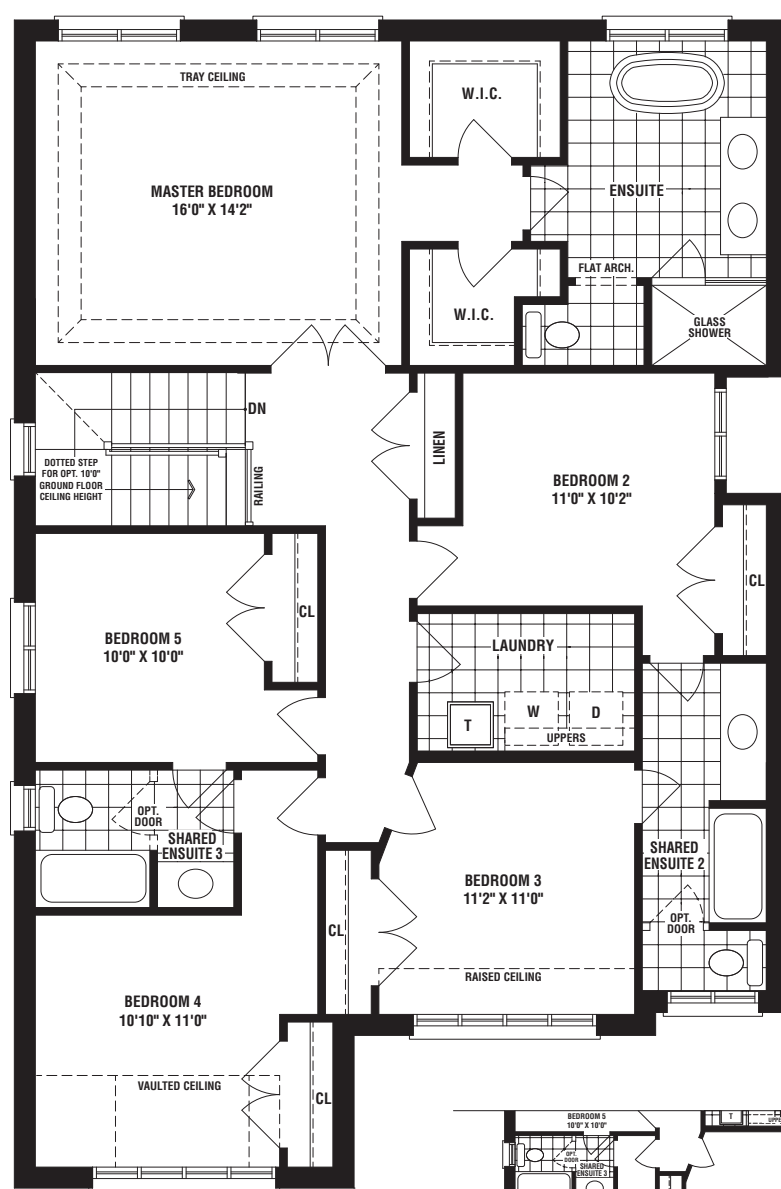 TRAY CEILING
W.I.C.
MASTER BEDROOM
16'0" X 14'2"
ENSUITE
FLAT ARCH.
W.I.C.
GLASS
SHOWER
DN
LINEN
RAILING
DOTTED STEP
FOR OPT. 10'0"
GROUND FLOOR
CEILING HEIGHT
BEDROOM 2
11'0" X 10'2"
CL
CL
BEDROOM 5
10'0" X 10'0"
LAUNDRY
T
W
D
UPPERS
OPT.
DOOR
SHARED
ENSUITE 3
SHARED
ENSUITE 2
OPT.
DOOR
BEDROOM 3
11'2" X 11'0"
CL
RAISED CEILING
BEDROOM 4
10'10" X 11'0"
VAULTED CEILING
CL
BEDROOM 5
10'0" X 10'0"
T
OPT.
DOOR
SHARED
ENSUITE 3